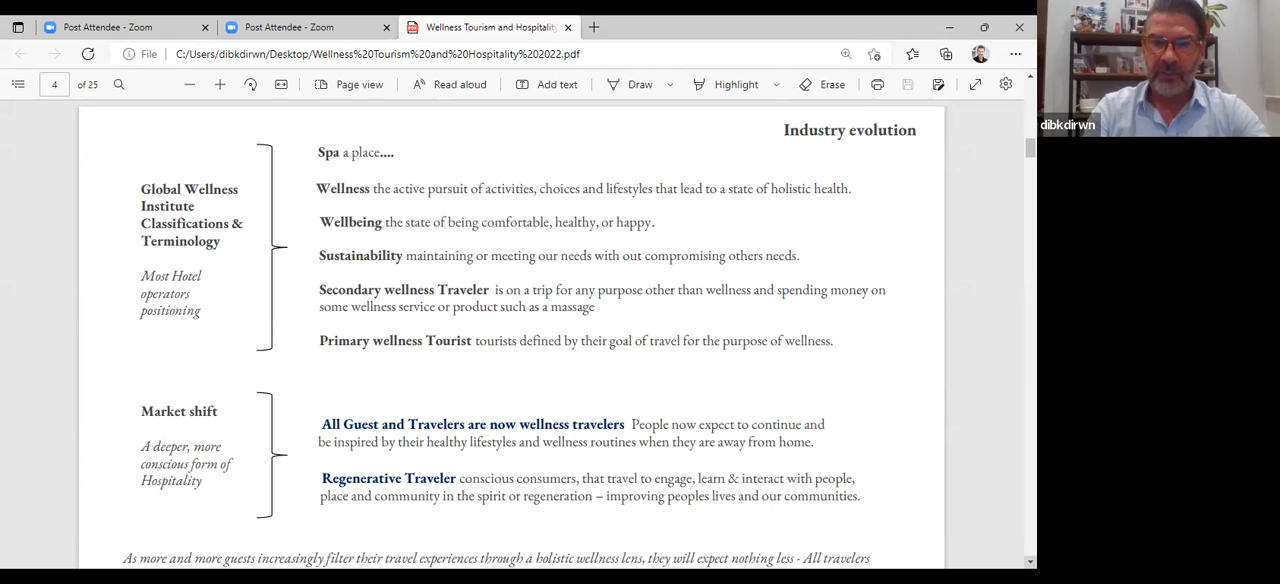 Post Attendee - Zoom
Post Attendee - Zoom
Wellness Tourism and Hospitality
File
C:/Users/dibkdirwn/Desktop/Wellness%20Tourism%20and%20Hospitality%202022.pdf
4 of 25
Page view
Read aloud
Add text
Draw
Highlight
Erase
dibkdirwn
Industry evolution
Global Wellness
Institute
Classifications &
Terminology
Most Hotel
operators
positioning
Spa a place....
Wellness the active pursuit of activities, choices and lifestyles that lead to a state of holistic health.
Wellbeing the state of being comfortable, healthy, or happy.
Sustainability maintaining or meeting our needs with out compromising others needs.
Secondary wellness Traveler is on a trip for any purpose other than wellness and spending money on
some wellness service or product such as a massage
Primary wellness Tourist tourists defined by their goal of travel for the purpose of wellness.
Market shift
A deeper, more
conscious form of
Hospitality
All Guest and Travelers are now wellness travelers People now expect to continue and
be inspired by their healthy lifestyles and wellness routines when they are away from home.
Regenerative Traveler conscious consumers, that travel to engage, learn & interact with people,
place and community in the spirit or regeneration – improving peoples lives and our communities.
As more and more guests increasingly filter their travel experiences through a holistic wellness lens, they will expect nothing less - All travelers